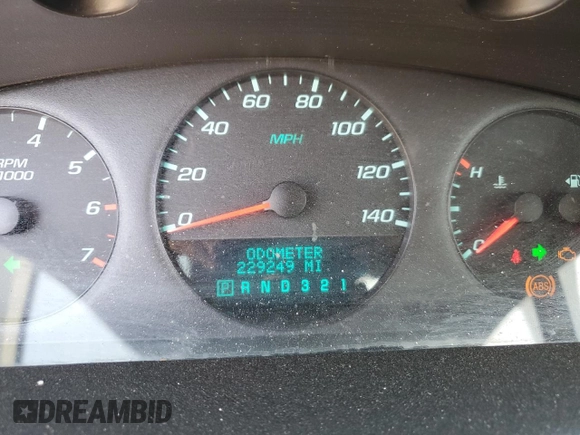 60 80
40 100
MPH
20 120
0 140
4
5
RPM
1000
6
7
H
C
ODOMETER
229249 MI
P R N D 3 2 1
ABS
DREAMBID